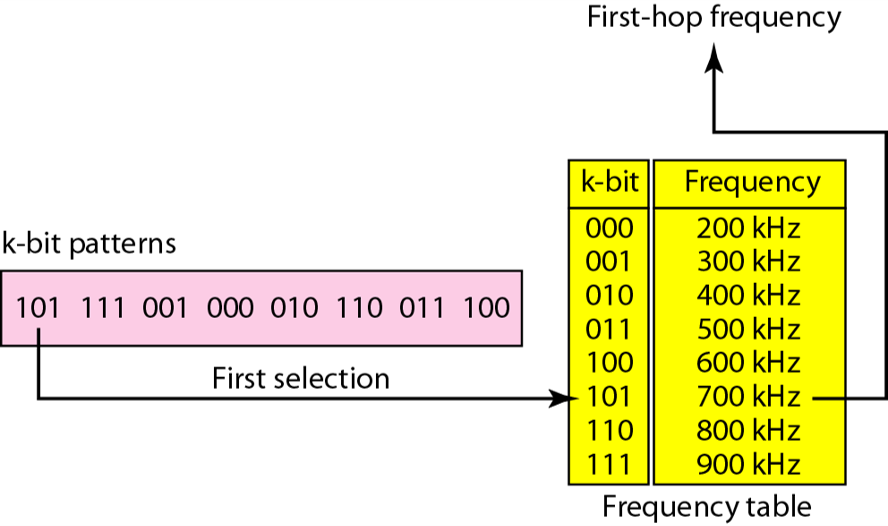 First-hop frequency
k-bit patterns
101 111 001 000 010 110 011 100
First selection
k-bit Frequency
000 200 kHz
001 300 kHz
010 400 kHz
011 500 kHz
100 600 kHz
101 700 kHz
110 800 kHz
111 900 kHz
Frequency table